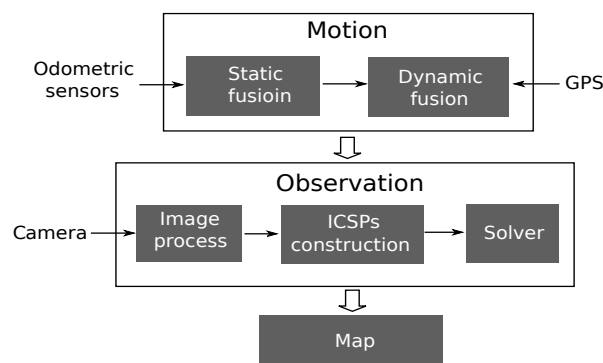 Motion
Odometric
sensors
Static
fusioin
Dynamic
fusion
GPS
Observation
Camera
Image
process
ICSPs
construction
Solver
Map